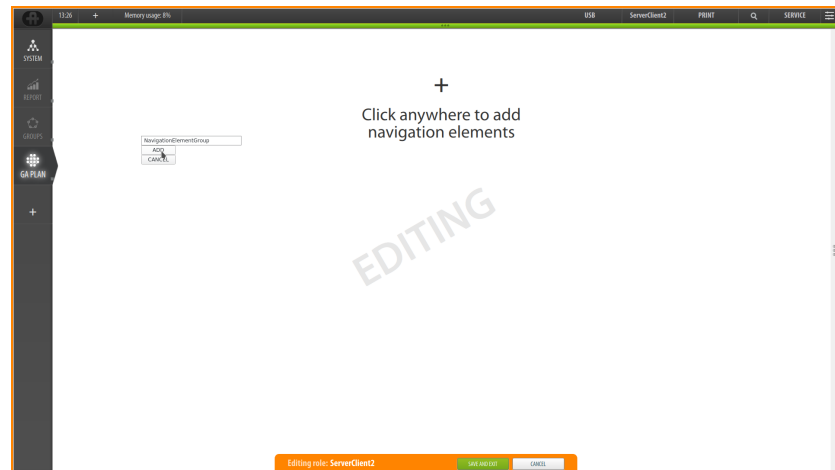 13:26 + Memory usage: 8% USB ServerClient2 PRINT SERVICE
SYSTEM
REPORT
GROUPS
GA PLAN
+
+
Click anywhere to add
navigation elements
NavigationElementGroup
ADD
CANCEL
EDITING
Editing role: ServerClient2 SAVE AND EXIT CANCEL